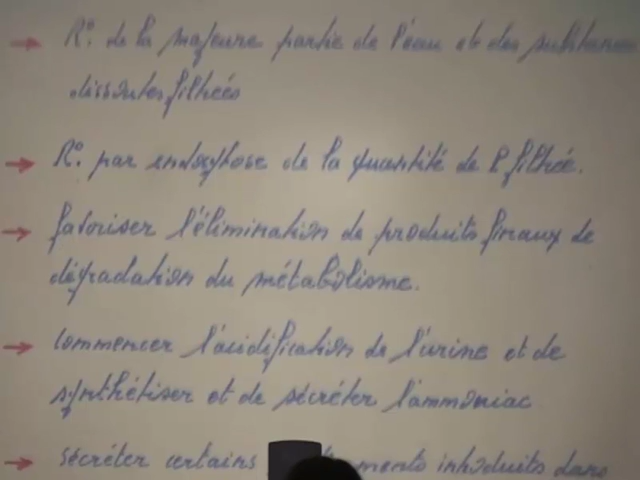 → R° de la majeure partie de l'eau et des substances
dissoutes filtrées
→ R° par endocytose de la quantité de P filtrée.
→ favoriser l'élimination de produits finaux de
dégradation du métabolisme.
→ commencer l'acidification de l'urine et de
synthétiser et de sécréter l'ammoniac
→ sécréter certains introduits dans